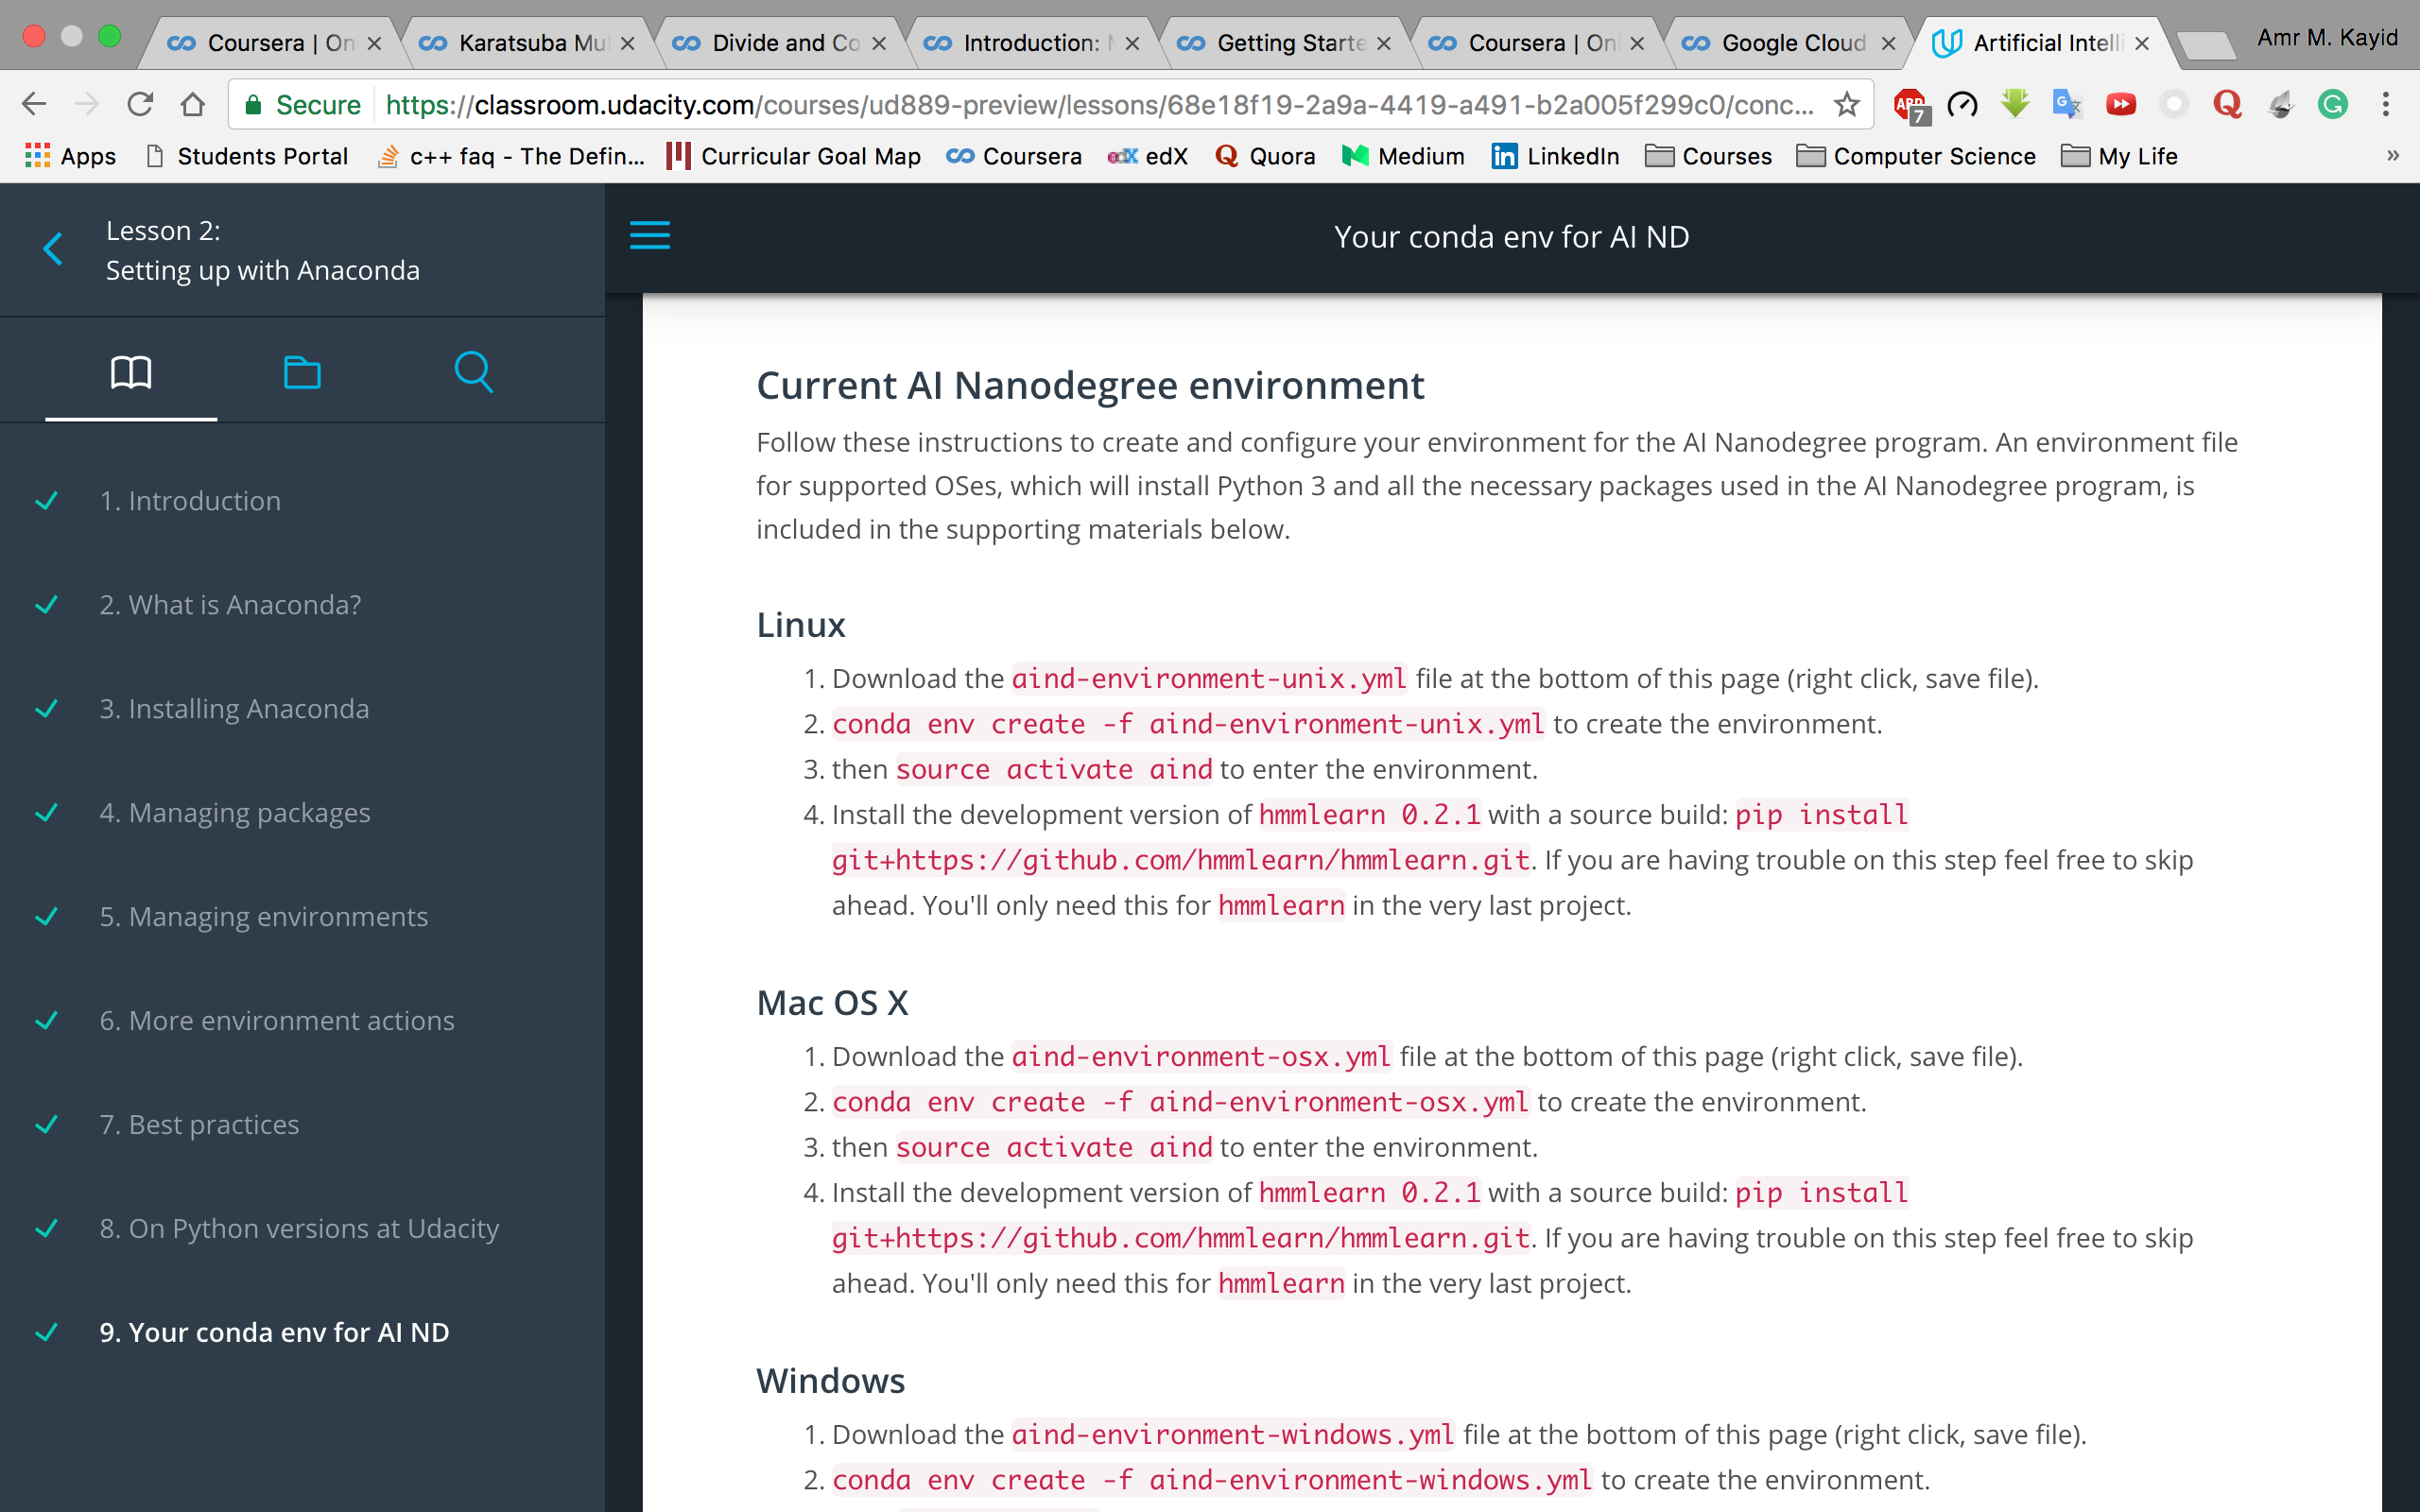 Coursera | On
Karatsuba Mul
Divide and Co
Introduction: M
Getting Starte
Coursera | Onl
Google Cloud
Artificial Intelli
Amr M. Kayid
Secure https://classroom.udacity.com/courses/ud889-preview/lessons/68e18f19-2a9a-4419-a491-b2a005f299c0/conc...
ABP 7
Apps Students Portal c++ faq - The Defin... Curricular Goal Map Coursera edX Quora Medium LinkedIn Courses Computer Science My Life »
Lesson 2:
Setting up with Anaconda
1. Introduction
2. What is Anaconda?
3. Installing Anaconda
4. Managing packages
5. Managing environments
6. More environment actions
7. Best practices
8. On Python versions at Udacity
9. Your conda env for AI ND
Your conda env for AI ND
Current AI Nanodegree environment
Follow these instructions to create and configure your environment for the AI Nanodegree program. An environment file
for supported OSes, which will install Python 3 and all the necessary packages used in the AI Nanodegree program, is
included in the supporting materials below.
Linux
1. Download the aind-environment-unix.yml file at the bottom of this page (right click, save file).
2. conda env create -f aind-environment-unix.yml to create the environment.
3. then source activate aind to enter the environment.
4. Install the development version of hmmlearn 0.2.1 with a source build: pip install
git+https://github.com/hmmlearn/hmmlearn.git. If you are having trouble on this step feel free to skip
ahead. You'll only need this for hmmlearn in the very last project.
Mac OS X
1. Download the aind-environment-osx.yml file at the bottom of this page (right click, save file).
2. conda env create -f aind-environment-osx.yml to create the environment.
3. then source activate aind to enter the environment.
4. Install the development version of hmmlearn 0.2.1 with a source build: pip install
git+https://github.com/hmmlearn/hmmlearn.git. If you are having trouble on this step feel free to skip
ahead. You'll only need this for hmmlearn in the very last project.
Windows
1. Download the aind-environment-windows.yml file at the bottom of this page (right click, save file).
2. conda env create -f aind-environment-windows.yml to create the environment.